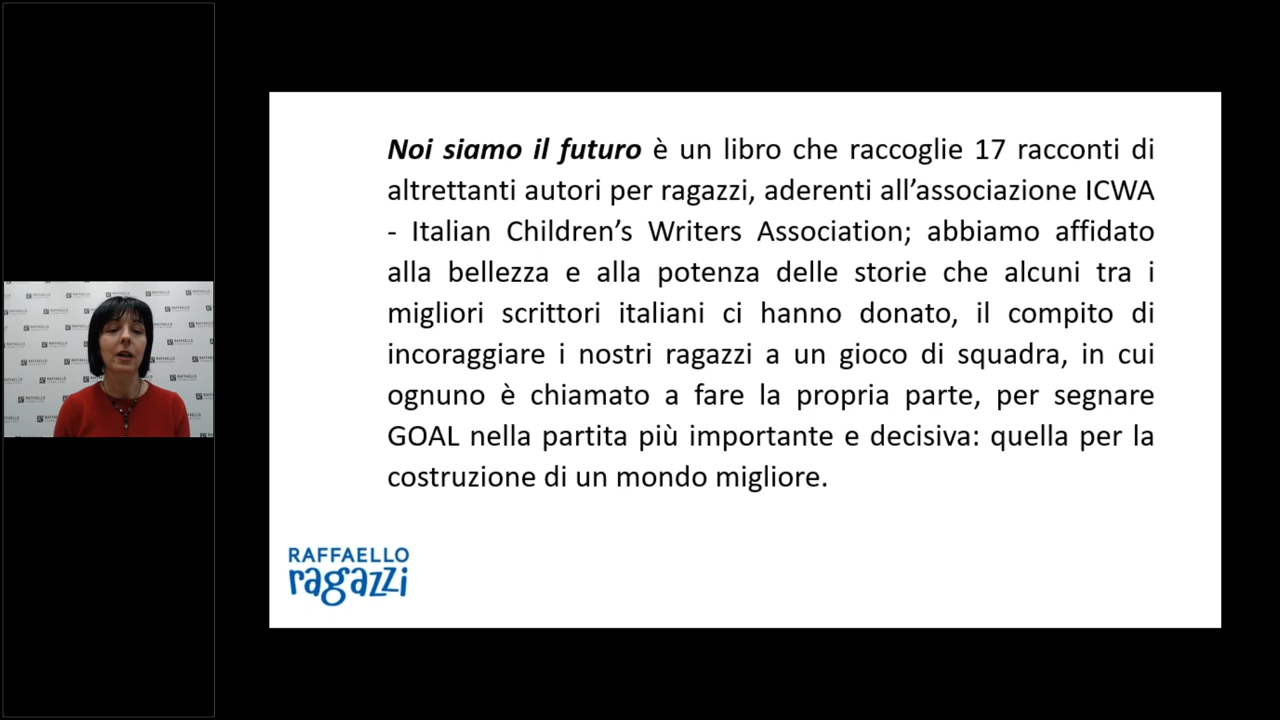 Noi siamo il futuro è un libro che raccoglie 17 racconti di
altrettanti autori per ragazzi, aderenti all’associazione ICWA
- Italian Children’s Writers Association; abbiamo affidato
alla bellezza e alla potenza delle storie che alcuni tra i
migliori scrittori italiani ci hanno donato, il compito di
incoraggiare i nostri ragazzi a un gioco di squadra, in cui
ognuno è chiamato a fare la propria parte, per segnare
GOAL nella partita più importante e decisiva: quella per la
costruzione di un mondo migliore.
RAFFAELLO
ragazzi